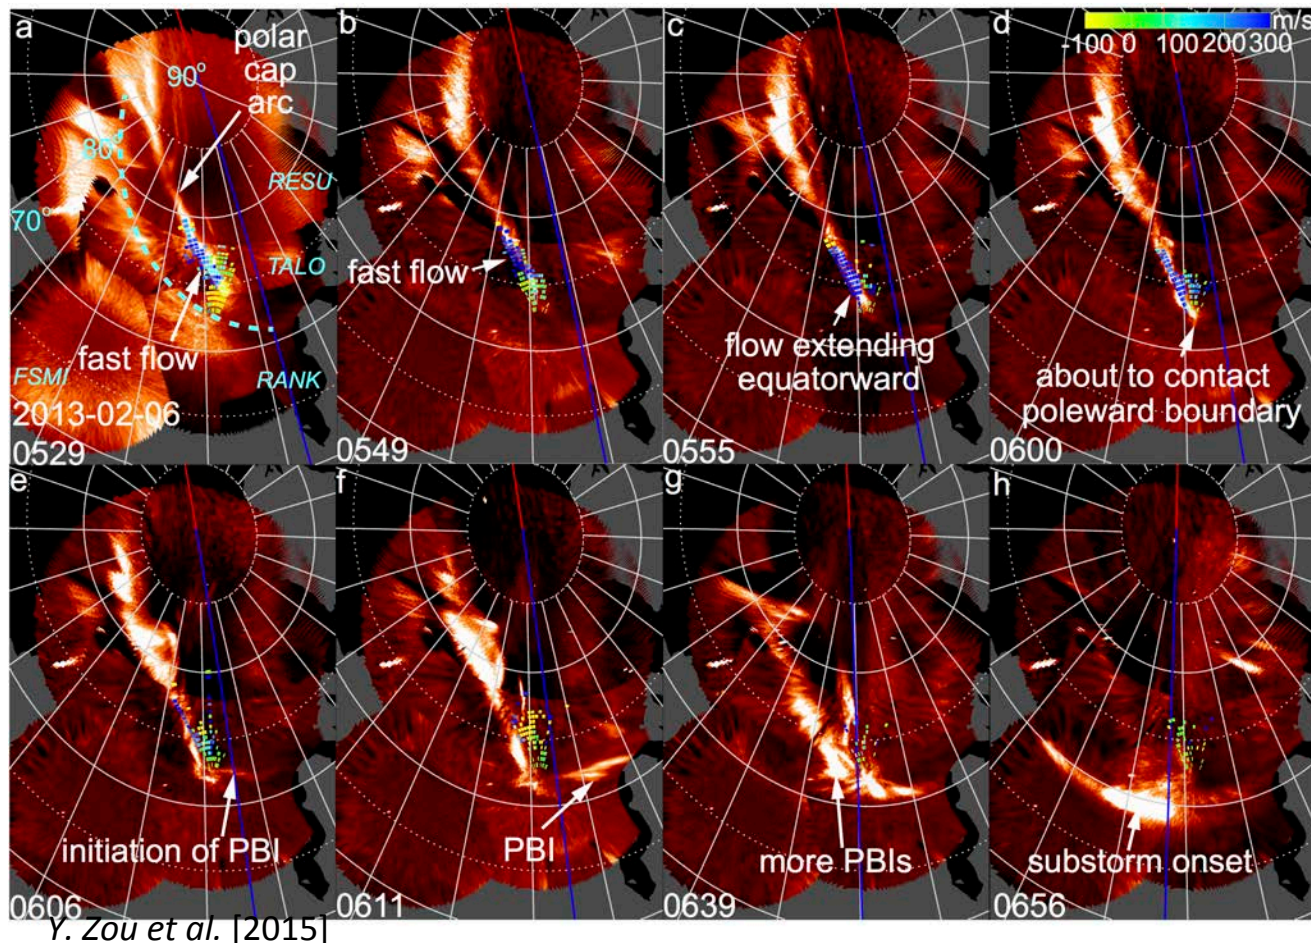 a
polar
cap
arc
90°
80°
70°
RESU
TALO
fast flow
FSMI
RANK
2013-02-06
0529
b
fast flow
0549
c
flow extending
equatorward
0555
d
m/s
-100 0 100 200 300
about to contact
poleward boundary
0600
e
initiation of PBI
0606
f
PBI
0611
g
more PBIs
0639
h
substorm onset
0656
Y. Zou et al. [2015]